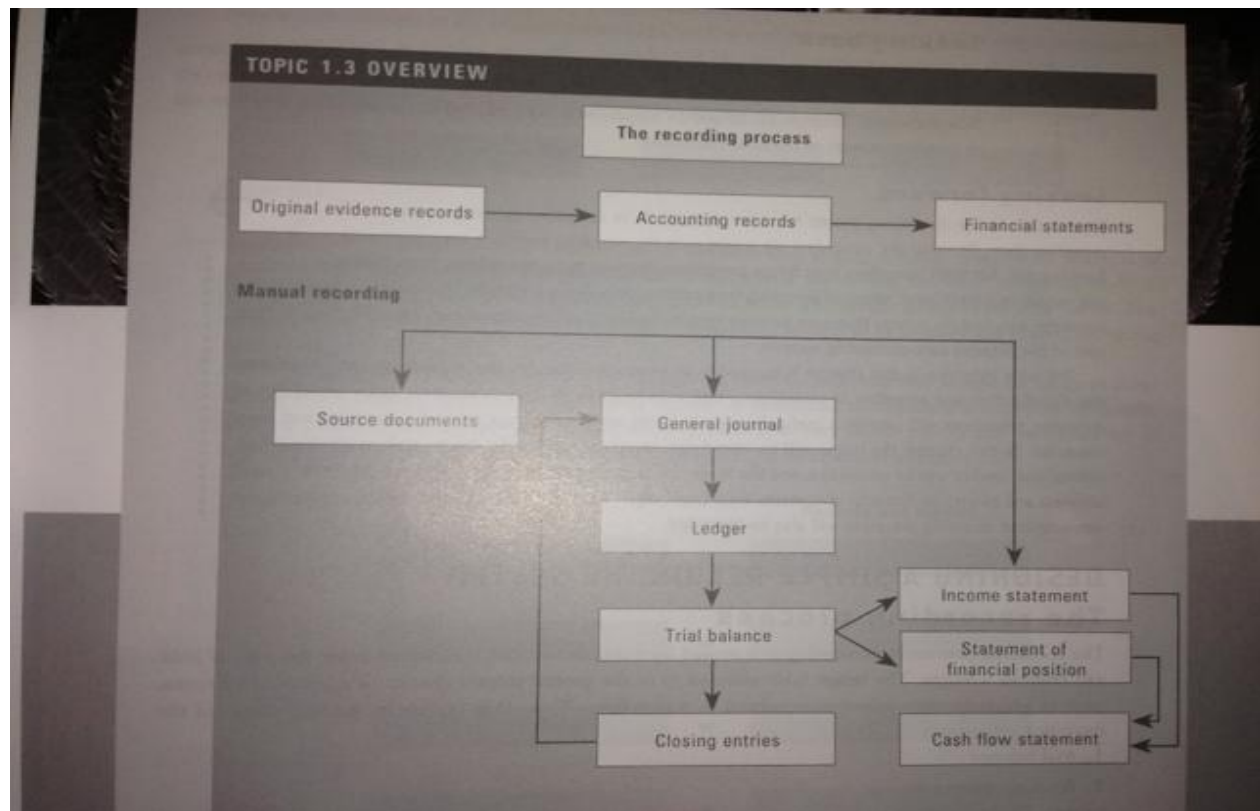 TOPIC 1.3 OVERVIEW
The recording process
Original evidence records
Accounting records
Financial statements
Manual recording
Source documents
General journal
Ledger
Trial balance
Income statement
Statement of
financial position
Closing entries
Cash flow statement